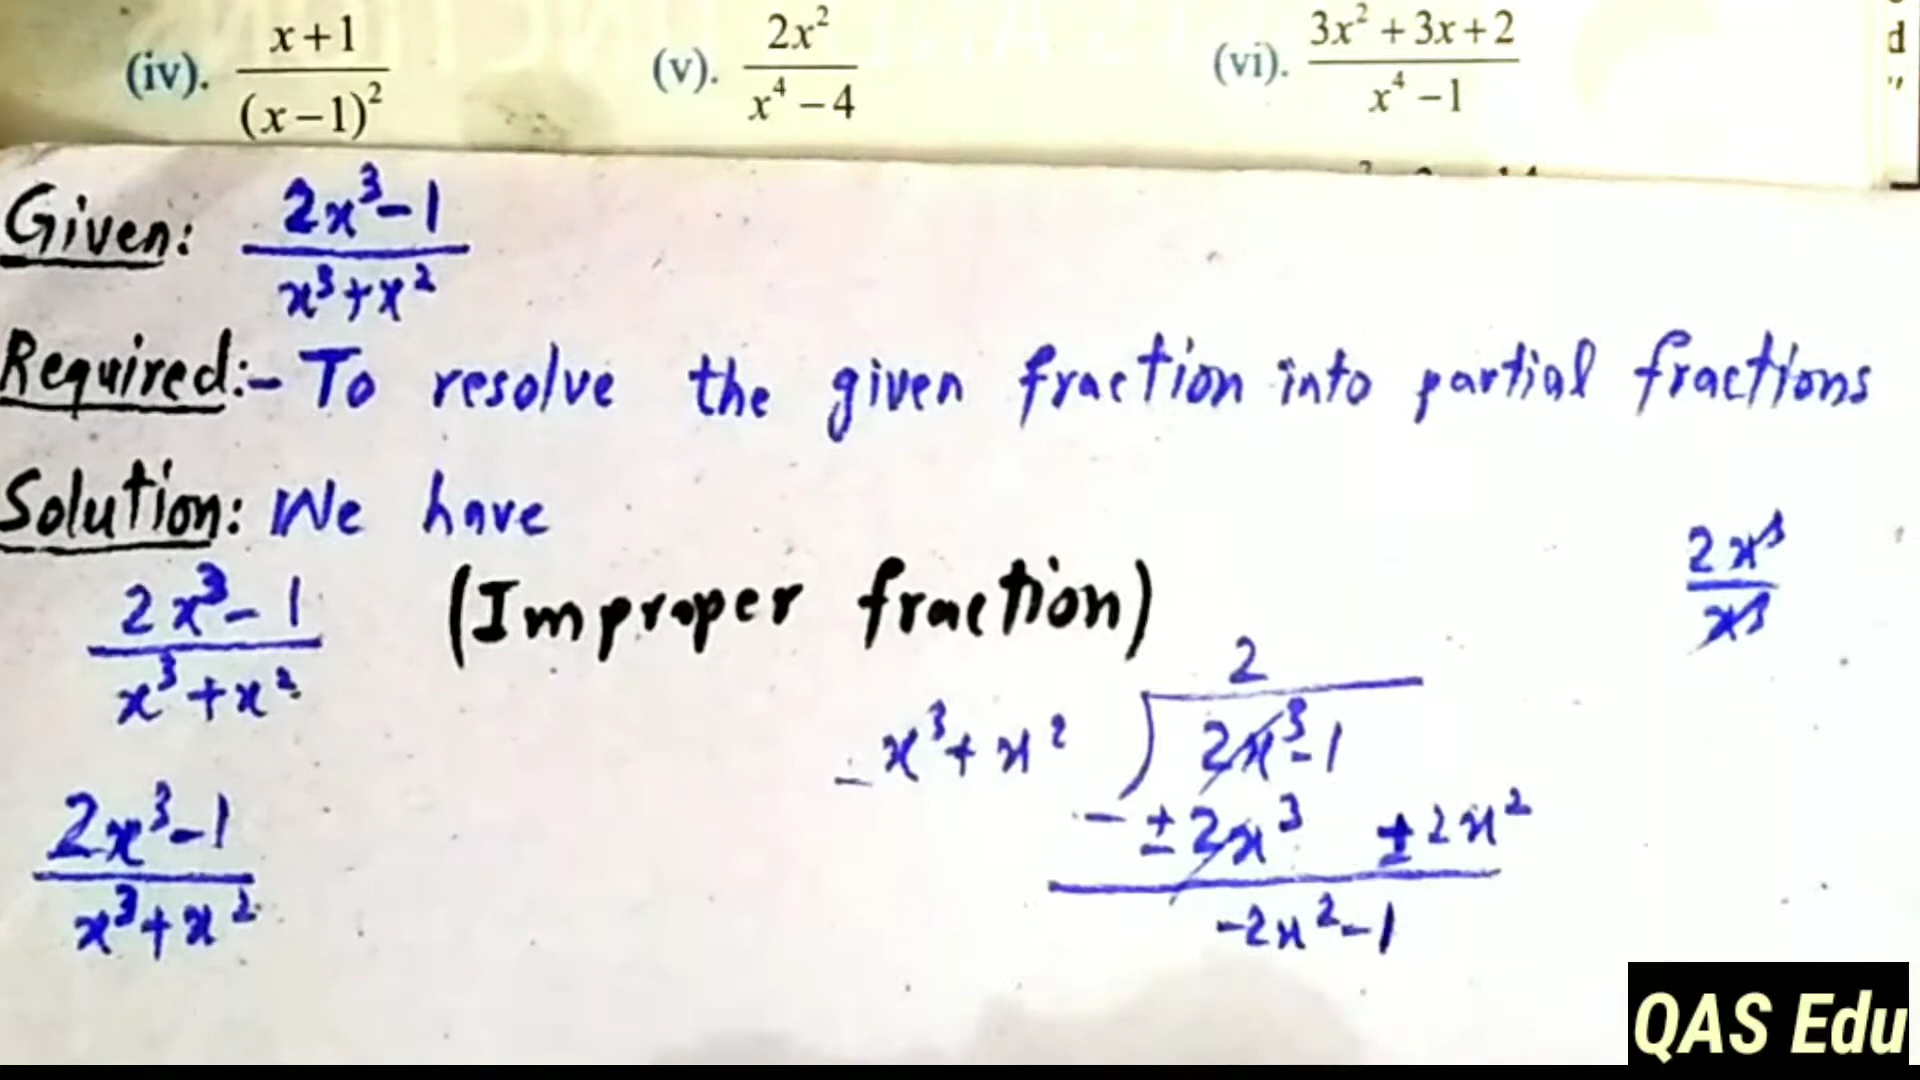 (iv). x+1 / (x−1)² (v). 2x² / x⁴−4 (vi). 3x²+3x+2 / x⁴−1
Given: 2x³−1 / x³+x²
Required:- To resolve the given fraction into partial fractions
Solution: We have
2x³−1 / x³+x² (Improper fraction)
2x³ / x³
2
x³+x² ) 2x³−1
− ±2x³ ±2x²
−2x²−1
2x³−1 / x³+x²
QAS Edu